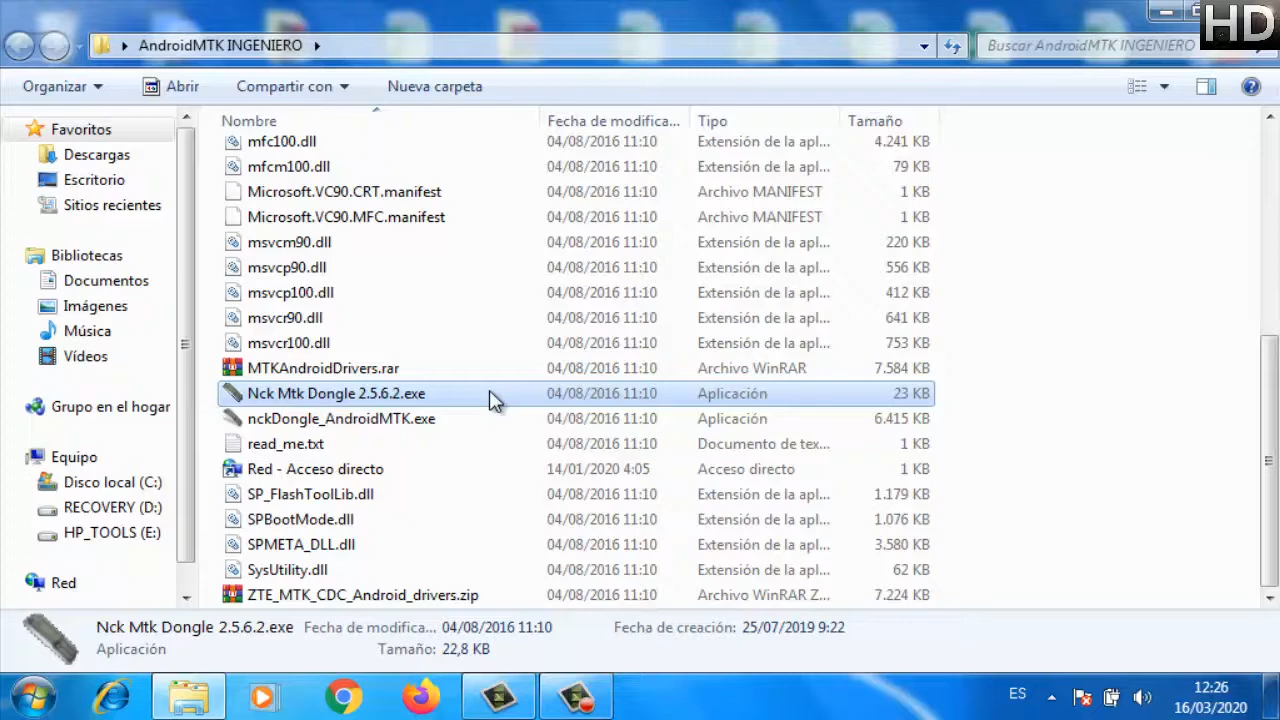 HD
AndroidMTK INGENIERO
Buscar AndroidMTK INGENIERO
Organizar Abrir Compartir con Nueva carpeta
Nombre Fecha de modifica... Tipo Tamaño
Favoritos
Descargas
Escritorio
Sitios recientes
Bibliotecas
Documentos
Imágenes
Música
Vídeos
Grupo en el hogar
Equipo
Disco local (C:)
RECOVERY (D:)
HP_TOOLS (E:)
Red
mfc100.dll 04/08/2016 11:10 Extensión de la apl... 4.241 KB
mfcm100.dll 04/08/2016 11:10 Extensión de la apl... 79 KB
Microsoft.VC90.CRT.manifest 04/08/2016 11:10 Archivo MANIFEST 1 KB
Microsoft.VC90.MFC.manifest 04/08/2016 11:10 Archivo MANIFEST 1 KB
msvcm90.dll 04/08/2016 11:10 Extensión de la apl... 220 KB
msvcp90.dll 04/08/2016 11:10 Extensión de la apl... 556 KB
msvcp100.dll 04/08/2016 11:10 Extensión de la apl... 412 KB
msvcr90.dll 04/08/2016 11:10 Extensión de la apl... 641 KB
msvcr100.dll 04/08/2016 11:10 Extensión de la apl... 753 KB
MTKAndroidDrivers.rar 04/08/2016 11:10 Archivo WinRAR 7.584 KB
Nck Mtk Dongle 2.5.6.2.exe 04/08/2016 11:10 Aplicación 23 KB
nckDongle_AndroidMTK.exe 04/08/2016 11:10 Aplicación 6.415 KB
read_me.txt 04/08/2016 11:10 Documento de tex... 1 KB
Red - Acceso directo 14/01/2020 4:05 Acceso directo 1 KB
SP_FlashToolLib.dll 04/08/2016 11:10 Extensión de la apl... 1.179 KB
SPBootMode.dll 04/08/2016 11:10 Extensión de la apl... 1.076 KB
SPMETA_DLL.dll 04/08/2016 11:10 Extensión de la apl... 3.580 KB
SysUtility.dll 04/08/2016 11:10 Extensión de la apl... 62 KB
ZTE_MTK_CDC_Android_drivers.zip 04/08/2016 11:10 Archivo WinRAR Z... 7.224 KB
Nck Mtk Dongle 2.5.6.2.exe Fecha de modifica... 04/08/2016 11:10 Fecha de creación: 25/07/2019 9:22
Aplicación Tamaño: 22,8 KB
ES
12:26
16/03/2020